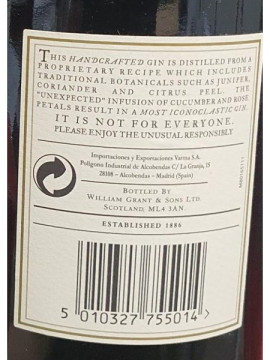 THIS HANDCRAFTED GIN IS DISTILLED FROM A
PROPRIETARY RECIPE WHICH INCLUDES
TRADITIONAL BOTANICALS SUCH AS JUNIPER,
CORIANDER AND CITRUS PEEL. THE
"UNEXPECTED" INFUSION OF CUCUMBER AND ROSE
PETALS RESULT IN A MOST ICONOCLASTIC GIN.
IT IS NOT FOR EVERYONE.
PLEASE ENJOY THE UNUSUAL RESPONSIBLY
Importaciones y Exportaciones Varma S.A.
Polígono Industrial de Alcobendas C/ La Granja, 15
28108 – Alcobendas – Madrid (Spain)
BOTTLED BY
WILLIAM GRANT & SONS LTD.
SCOTLAND, ML4 3AN.
ESTABLISHED 1886
5 010327 755014 >